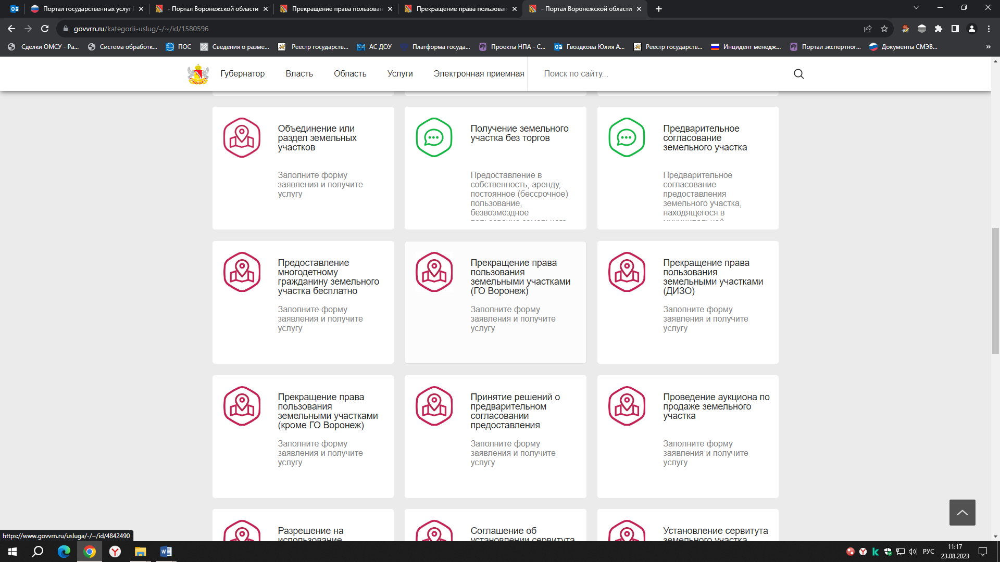 Портал государственных услуг
- Портал Воронежской области
Прекращение права пользован
Прекращение права пользован
- Портал Воронежской области
govvrn.ru/kategorii-uslug/-/~/id/1580596
Сделки ОМСУ - Ра...
Система обработк...
ПОС
Сведения о разме...
Реестр государств...
АС ДОУ
Платформа госуда...
Проекты НПА - С...
Гвоздкова Юлия А...
Реестр государств...
Инцидент менедж...
Портал экспертног...
Документы СМЭВ...
»
Губернатор
Власть
Область
Услуги
Электронная приемная
Поиск по сайту...
Объединение или
раздел земельных
участков
Заполните форму
заявления и получите
услугу
Получение земельного
участка без торгов
Предоставление в
собственность, аренду,
постоянное (бессрочное)
пользование,
безвозмездное
Предварительное
согласование
земельного участка
Предварительное
согласование
предоставления
земельного участка,
находящегося в
Предоставление
многодетному
гражданину земельного
участка бесплатно
Заполните форму
заявления и получите
услугу
Прекращение права
пользования
земельными участками
(ГО Воронеж)
Заполните форму
заявления и получите
услугу
Прекращение права
пользования
земельными участками
(ДИЗО)
Заполните форму
заявления и получите
услугу
Прекращение права
пользования
земельными участками
(кроме ГО Воронеж)
Заполните форму
заявления и получите
услугу
Принятие решений о
предварительном
согласовании
предоставления
Заполните форму
заявления и получите
услугу
Проведение аукциона по
продаже земельного
участка
Заполните форму
заявления и получите
услугу
Разрешение на
использование
Соглашение об
установлении сервитута
Установление сервитута
земельного участка
https://www.govvrn.ru/usluga/-/~/id/4842490
РУС
11:17
23.08.2023